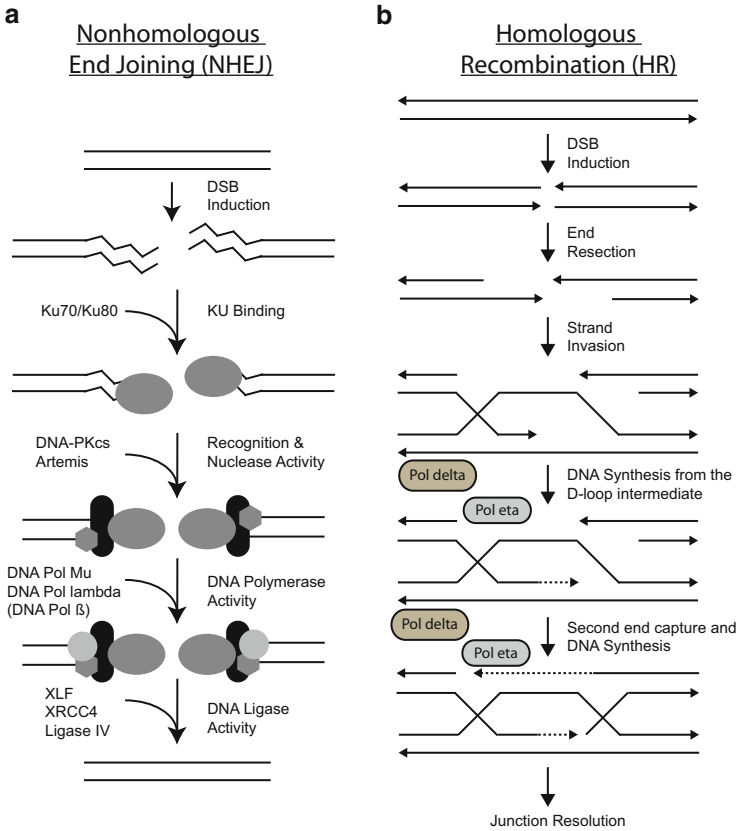 a
Nonhomologous
End Joining (NHEJ)
DSB
Induction
Ku70/Ku80
KU Binding
DNA-PKcs
Artemis
Recognition &
Nuclease Activity
DNA Pol Mu
DNA Pol lambda
(DNA Pol ß)
DNA Polymerase
Activity
XLF
XRCC4
Ligase IV
DNA Ligase
Activity
b
Homologous
Recombination (HR)
DSB
Induction
End
Resection
Strand
Invasion
Pol delta
Pol eta
DNA Synthesis from the
D-loop intermediate
Pol delta
Pol eta
Second end capture and
DNA Synthesis
Junction Resolution